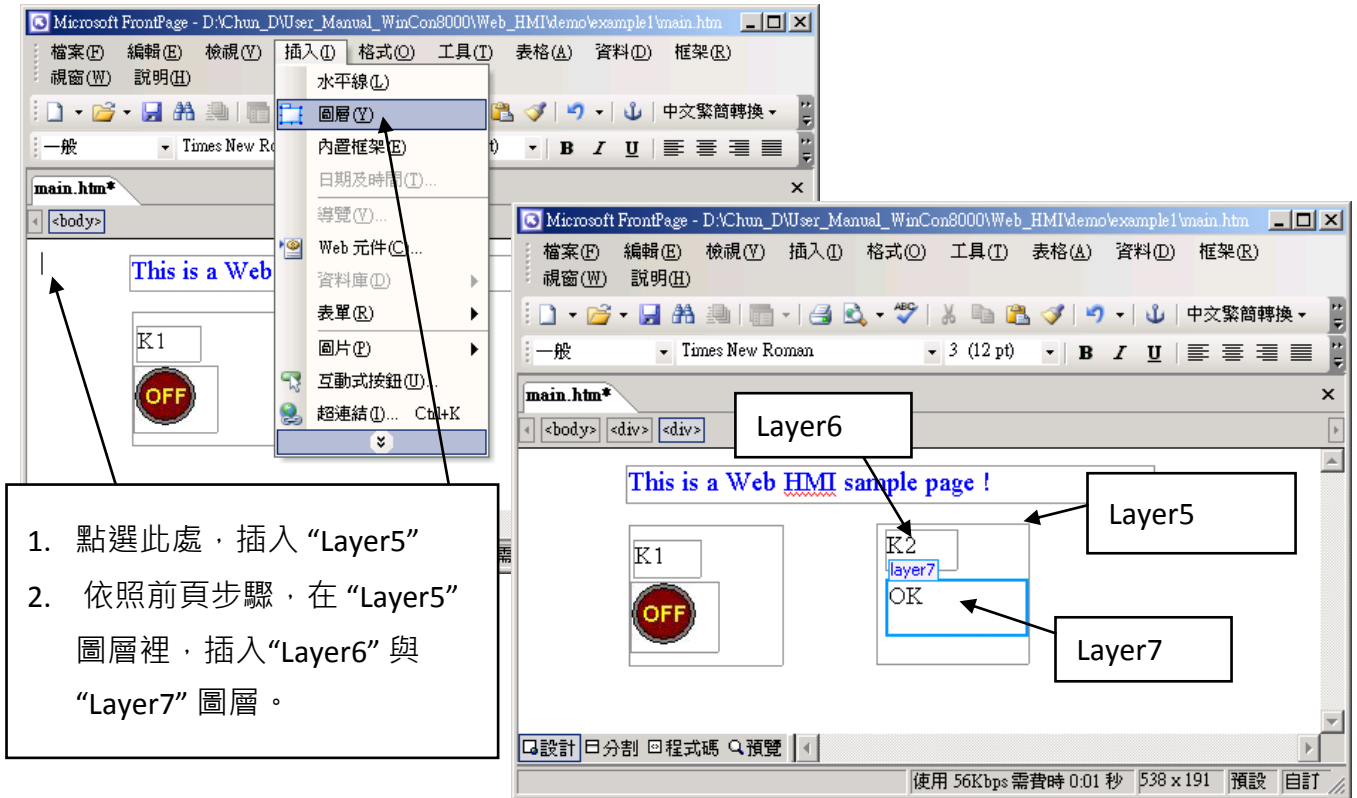 Microsoft FrontPage - D:\Chun_D\User_Manual_WinCon8000\Web_HMI\demo\example1\main.htm
檔案(F) 編輯(E) 檢視(V) 插入(I) 格式(O) 工具(T) 表格(A) 資料(D) 框架(R)
視窗(W) 說明(H)
水平線(L)
圖層(Y)
內置框架(E)
日期及時間(T)...
導覽(V)...
Web 元件(C)...
資料庫(D)
表單(R)
圖片(P)
互動式按鈕(U)...
超連結(I)... Ctrl+K
中文繁簡轉換
一般 Times New Ro
B I U
main.htm*
<body>
This is a Web
K1
OFF
1. 點選此處，插入 “Layer5”
2. 依照前頁步驟，在 “Layer5”
圖層裡，插入“Layer6” 與
“Layer7” 圖層。
Microsoft FrontPage - D:\Chun_D\User_Manual_WinCon8000\Web_HMI\demo\example1\main.htm
檔案(F) 編輯(E) 檢視(V) 插入(I) 格式(O) 工具(T) 表格(A) 資料(D) 框架(R)
視窗(W) 說明(H)
ABC 中文繁簡轉換
一般 Times New Roman 3 (12 pt) B I U
main.htm*
<body> <div> <div>
Layer6
This is a Web HMI sample page !
Layer5
K1
OFF
K2
layer7
OK
Layer7
設計 分割 程式碼 預覽
使用 56Kbps 需費時 0:01 秒 538 x 191 預設 自訂